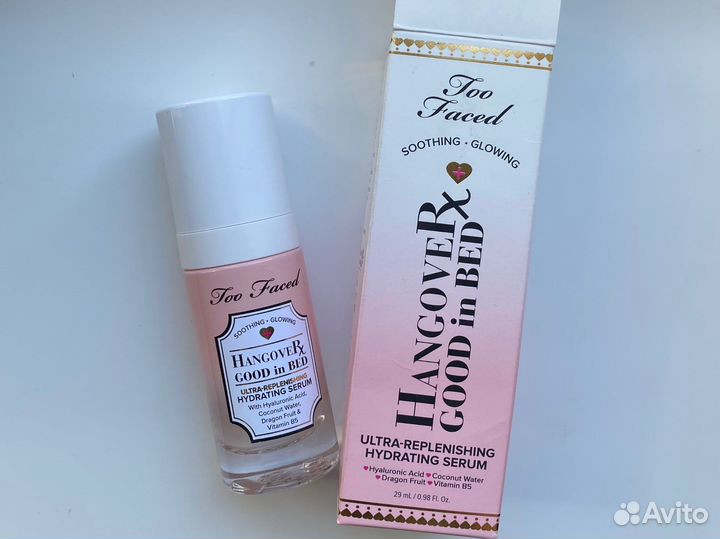 Too Faced
SOOTHING • GLOWING
HANGOVER℞
GOOD in BED
ULTRA-REPLENISHING
HYDRATING SERUM
With Hyaluronic Acid,
Coconut Water,
Dragon Fruit &
Vitamin B5
Too
Faced
SOOTHING • GLOWING
HANGOVER℞
GOOD in BED
ULTRA-REPLENISHING
HYDRATING SERUM
♥Hyaluronic Acid ♥Coconut Water
♥Dragon Fruit ♥Vitamin B5
29 mL / 0.98 Fl. Oz.
Avito